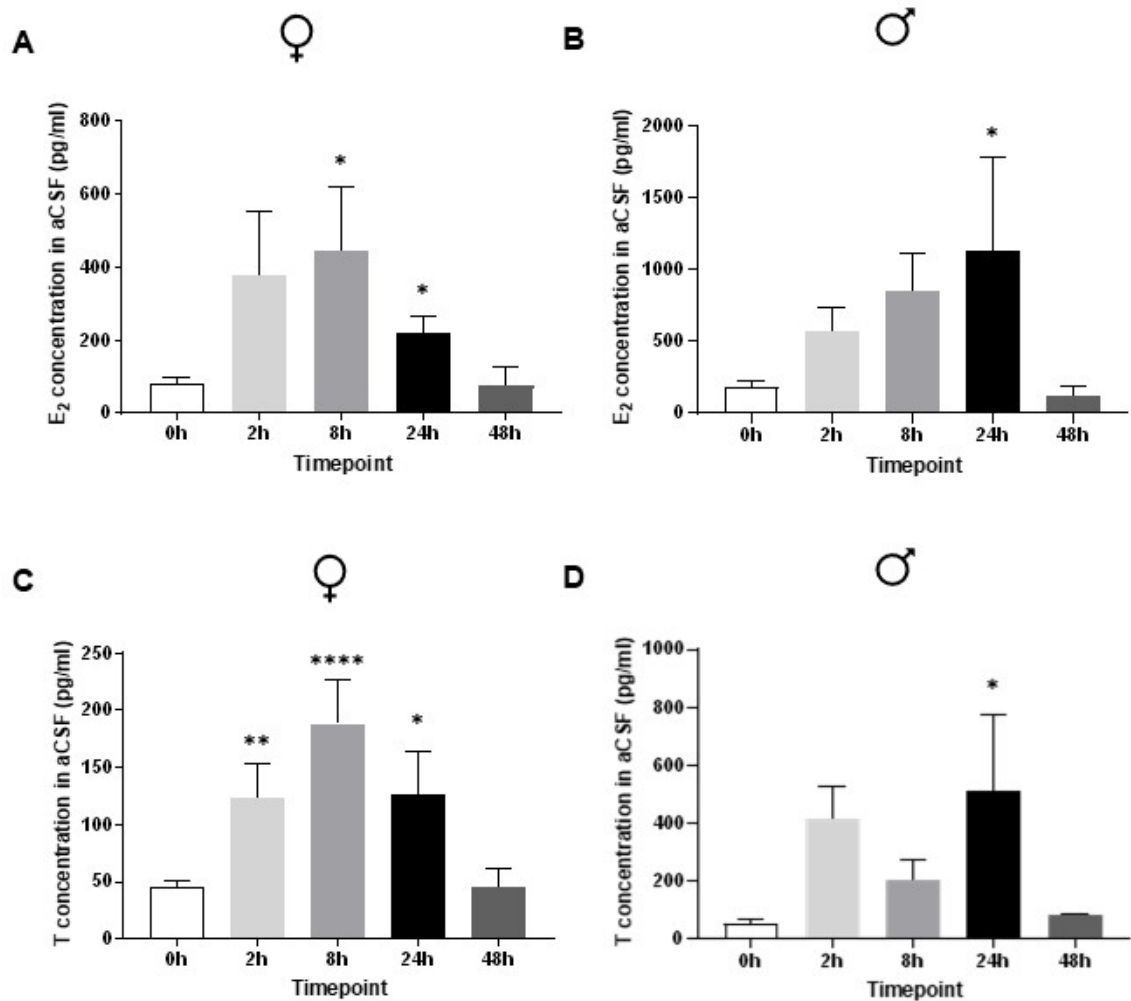 A
♀
E₂ concentration in aCSF (pg/ml)
800
600
400
200
0
*
*
0h 2h 8h 24h 48h
Timepoint
B
♂
E₂ concentration in aCSF (pg/ml)
2000
1500
1000
500
0
*
0h 2h 8h 24h 48h
Timepoint
C
♀
T concentration in aCSF (pg/ml)
250
200
150
100
50
0
**
****
*
0h 2h 8h 24h 48h
Timepoint
D
♂
T concentration in aCSF (pg/ml)
1000
800
600
400
200
0
*
0h 2h 8h 24h 48h
Timepoint